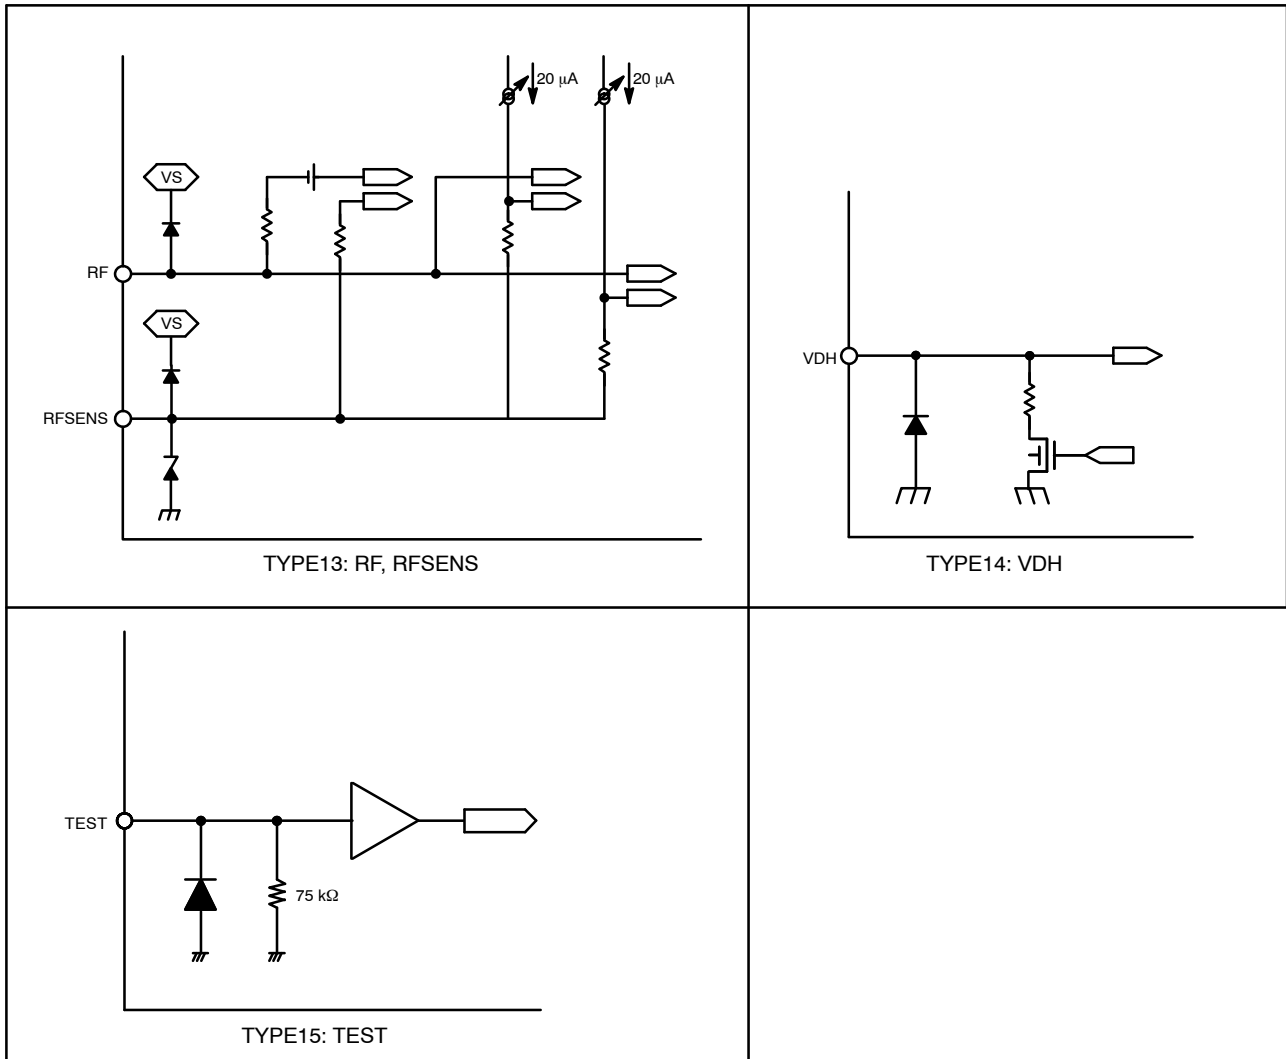 20 μA
20 μA
VS
RF
VS
RFSENS
TYPE13: RF, RFSENS
VDH
TYPE14: VDH
TEST
75 kΩ
TYPE15: TEST